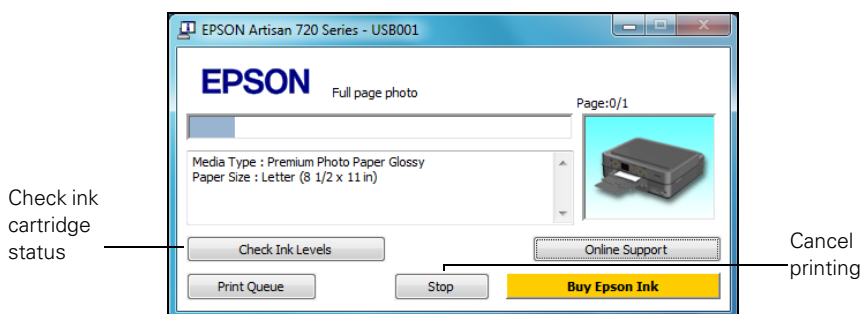 EPSON Artisan 720 Series - USB001
EPSON
Full page photo
Page:0/1
Media Type : Premium Photo Paper Glossy
Paper Size : Letter (8 1/2 x 11 in)
Check ink
cartridge
status
Check Ink Levels
Online Support
Cancel
printing
Print Queue
Stop
Buy Epson Ink